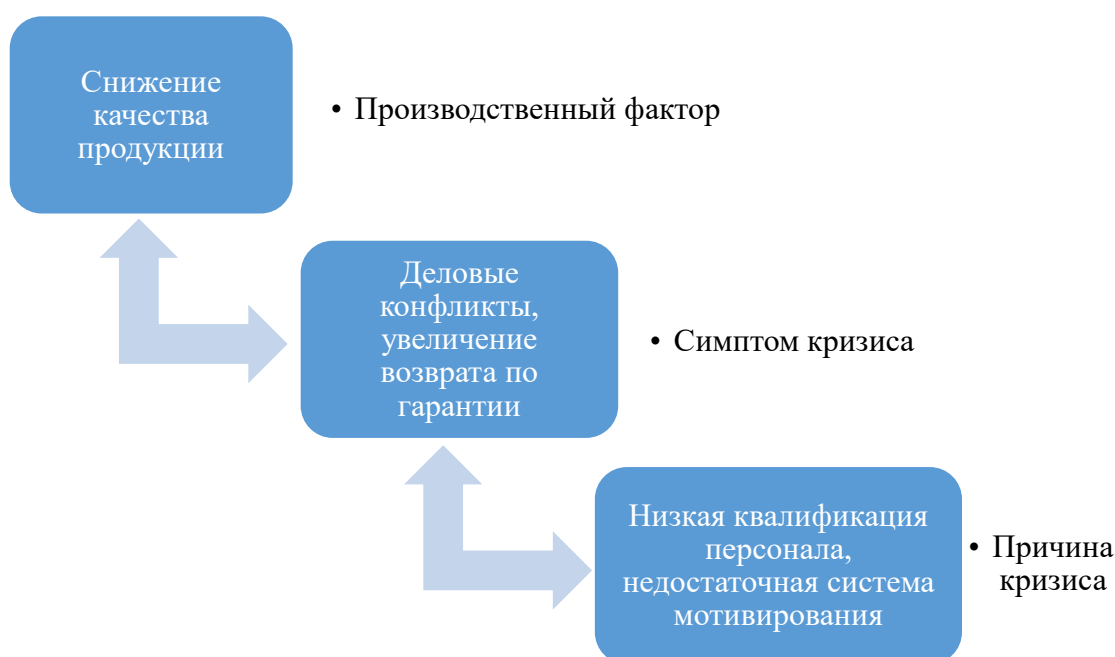 Снижение
качества
продукции
• Производственный фактор
Деловые
конфликты,
увеличение
возврата по
гарантии
• Симптом кризиса
Низкая квалификация
персонала,
недостаточная система
мотивирования
• Причина
кризиса